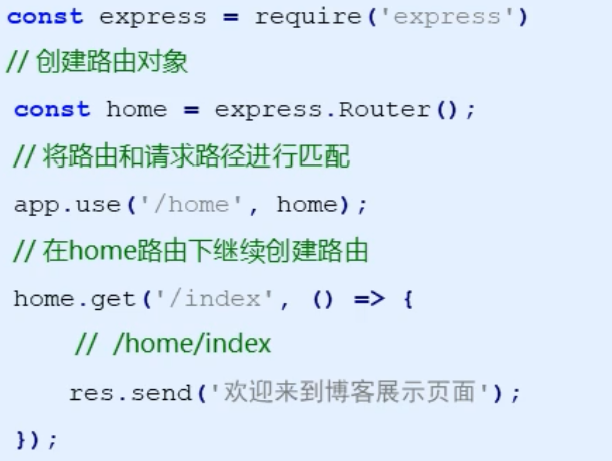 const express = require('express')
// 创建路由对象
const home = express.Router();
// 将路由和请求路径进行匹配
app.use('/home', home);
// 在home路由下继续创建路由
home.get('/index', () => {
// /home/index
res.send('欢迎来到博客展示页面');
});